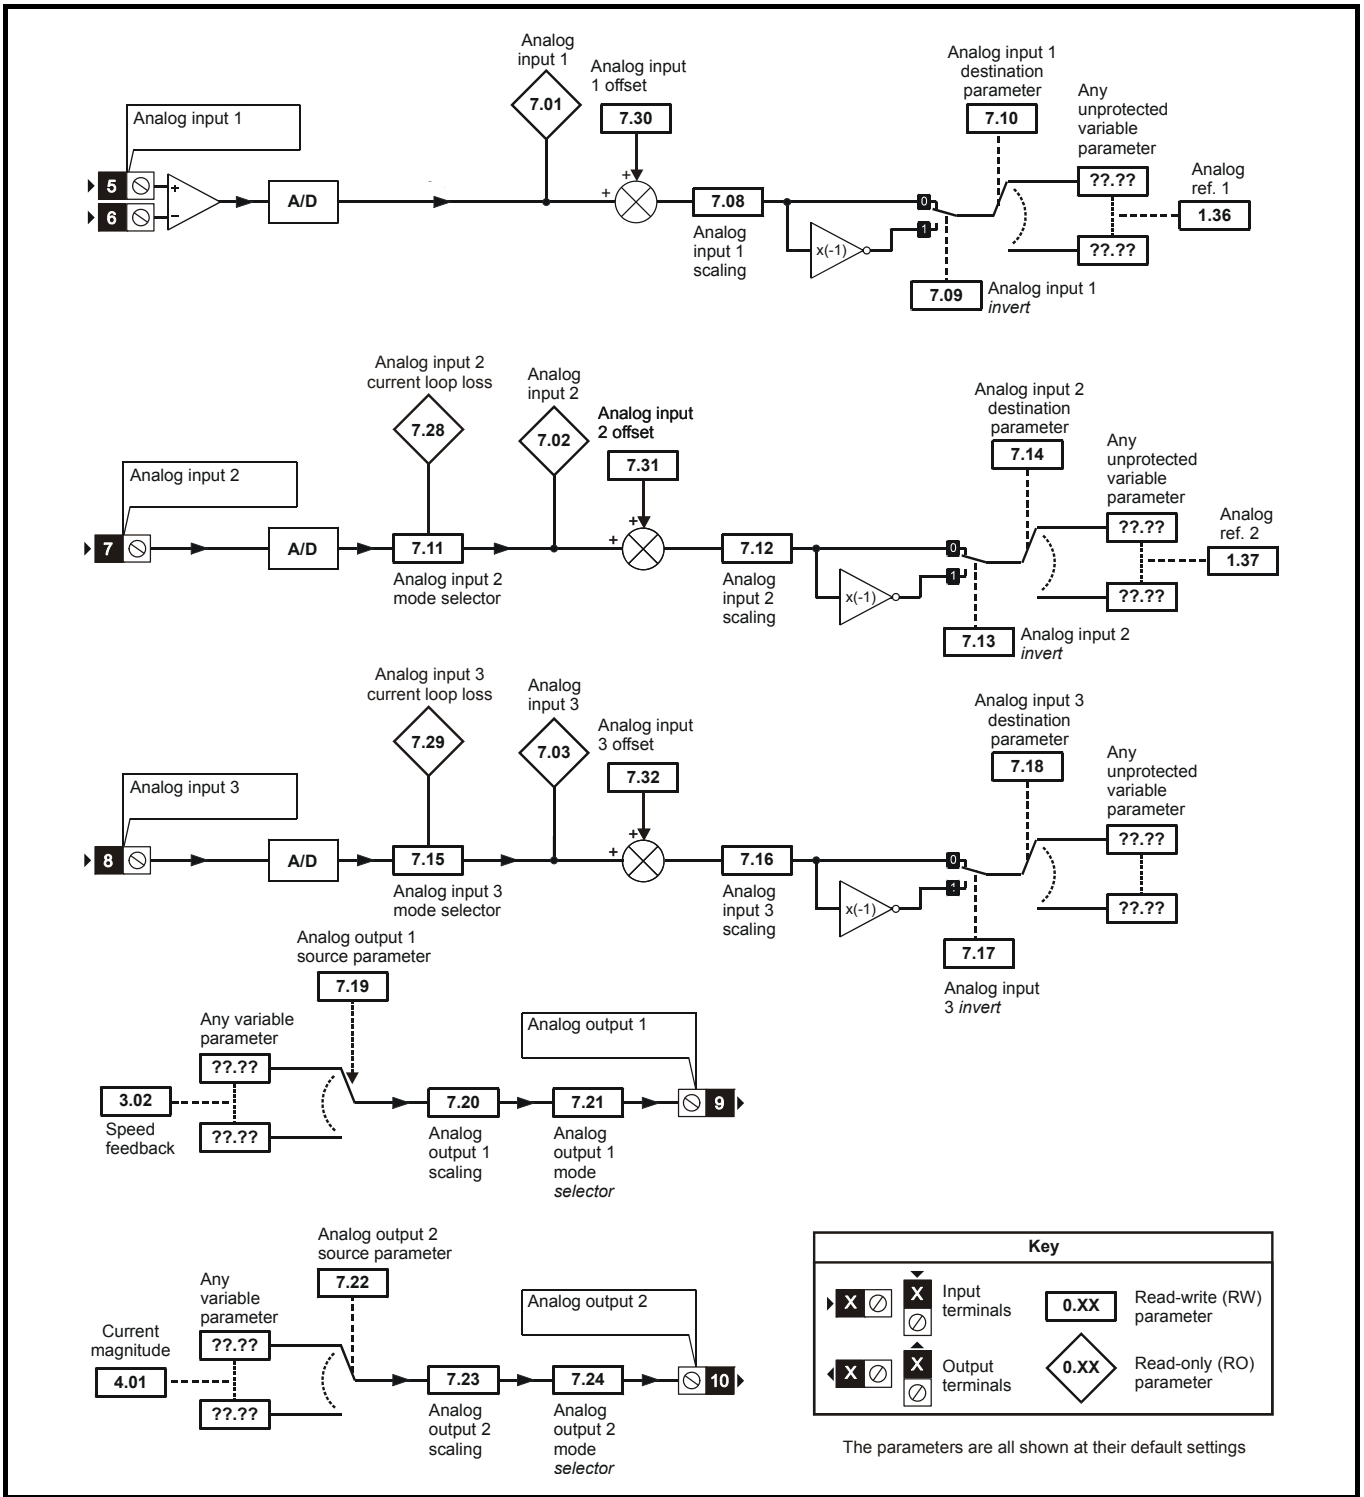 Analog
input 1
Analog input
1 offset
Analog input 1
destination
parameter
Any
unprotected
variable
parameter
Analog input 1
7.01
7.30
7.10
5
6
+
−
A/D
+
+
7.08
0
1
x(-1)
Analog
input 1
scaling
7.09
Analog input 1
invert
??.??
??.??
Analog
ref. 1
1.36
Analog input 2
current loop loss
Analog
input 2
Analog input
2 offset
Analog input 2
destination
parameter
Any
unprotected
variable
parameter
7.28
7.02
7.31
7.14
Analog input 2
7
A/D
7.11
Analog input 2
mode selector
+
+
7.12
Analog
input 2
scaling
0
1
x(-1)
7.13
Analog input 2
invert
??.??
??.??
Analog
ref. 2
1.37
Analog input 3
current loop loss
Analog
input 3
Analog input
3 offset
Analog input 3
destination
parameter
Any
unprotected
variable
parameter
7.29
7.03
7.32
7.18
Analog input 3
8
A/D
7.15
Analog input 3
mode selector
+
+
7.16
Analog
input 3
scaling
0
1
x(-1)
7.17
Analog input
3 invert
??.??
??.??
Analog output 1
source parameter
7.19
Any variable
parameter
??.??
??.??
3.02
Speed
feedback
7.20
Analog
output 1
scaling
7.21
Analog
output 1
mode
selector
Analog output 1
9
Analog output 2
source parameter
7.22
Any
variable
parameter
??.??
??.??
Current
magnitude
4.01
7.23
Analog
output 2
scaling
7.24
Analog
output 2
mode
selector
Analog output 2
10
Key
X
X
Input
terminals
0.XX
Read-write (RW)
parameter
X
X
Output
terminals
0.XX
Read-only (RO)
parameter
The parameters are all shown at their default settings